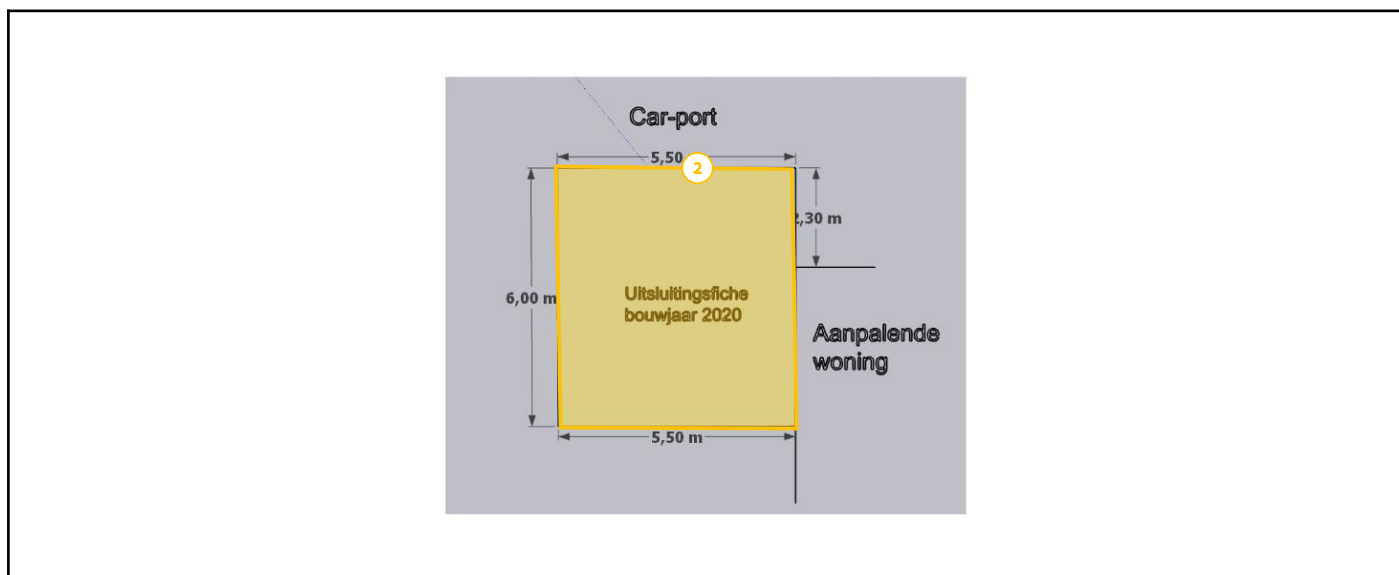 Car-port
5,50
2
2,30 m
6,00 m
Uitsluitingsfiche
bouwjaar 2020
Aanpalende
woning
5,50 m